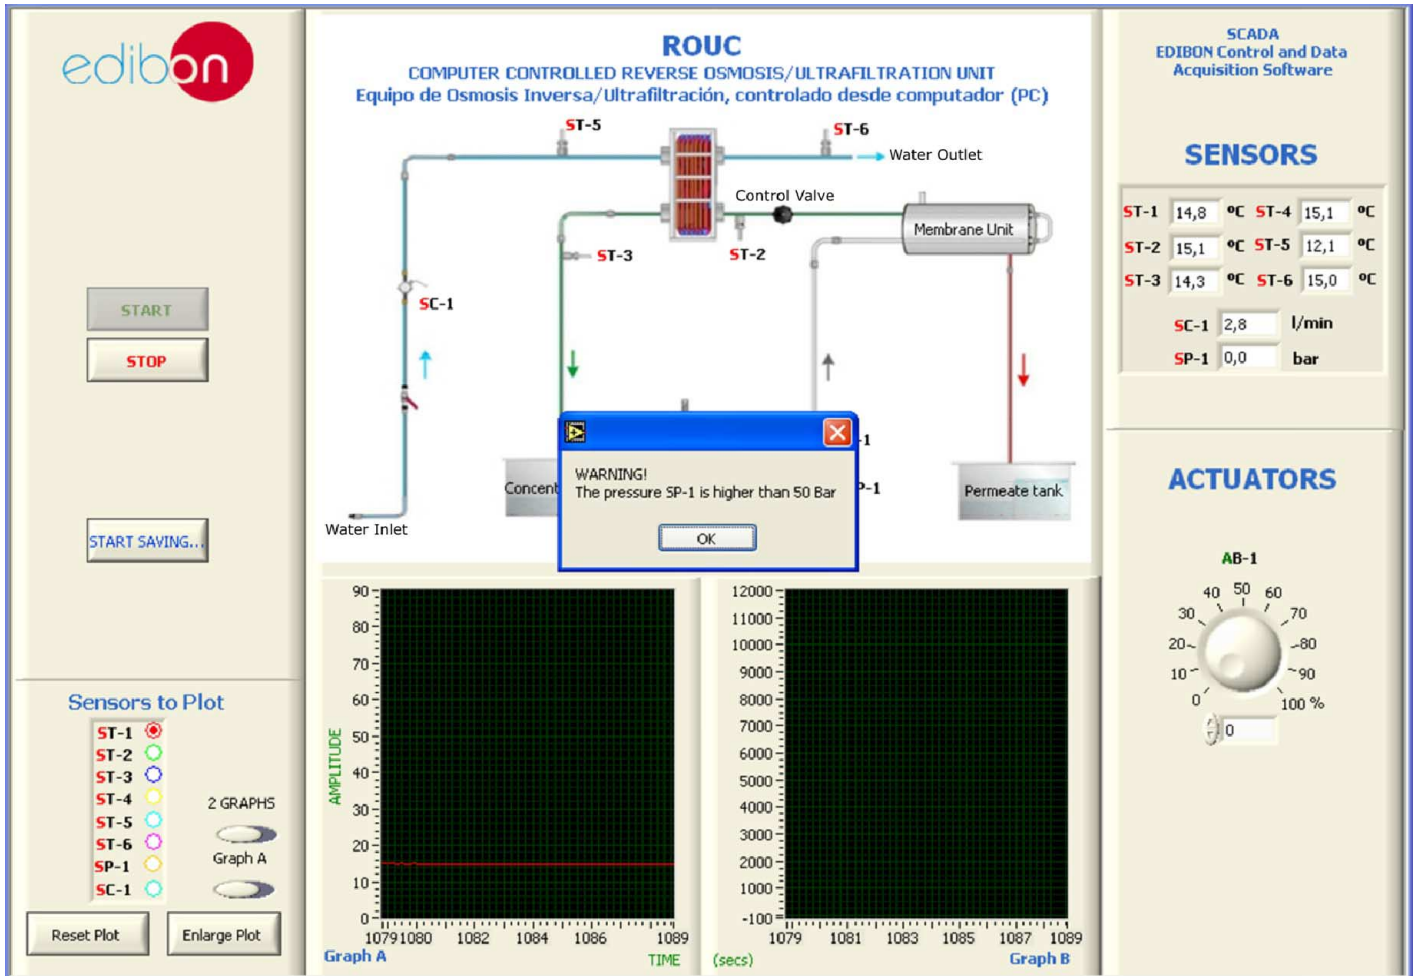 edibon
START
STOP
START SAVING...
Sensors to Plot
ST-1
ST-2
ST-3
ST-4
ST-5
ST-6
SP-1
SC-1
2 GRAPHS
Graph A
Reset Plot
Enlarge Plot
ROUC
COMPUTER CONTROLLED REVERSE OSMOSIS/ULTRAFILTRATION UNIT
Equipo de Osmosis Inversa/Ultrafiltración, controlado desde computador (PC)
ST-5
ST-6
Water Outlet
Control Valve
Membrane Unit
ST-3
ST-2
SC-1
-1
Concent
P-1
Permeate tank
Water Inlet
WARNING!
The pressure SP-1 is higher than 50 Bar
OK
90
80
70
60
50
40
30
20
10
0
AMPLITUDE
1079 1080 1082 1084 1086 1089
Graph A
TIME
12000
11000
10000
9000
8000
7000
6000
5000
4000
3000
2000
1000
-100
1079 1081 1083 1085 1087 1089
(secs)
Graph B
SCADA
EDIBON Control and Data
Acquisition Software
SENSORS
ST-1 14,8 ºC ST-4 15,1 ºC
ST-2 15,1 ºC ST-5 12,1 ºC
ST-3 14,3 ºC ST-6 15,0 ºC
SC-1 2,8 l/min
SP-1 0,0 bar
ACTUATORS
AB-1
0
10
20
30
40
50
60
70
80
90
100 %
0